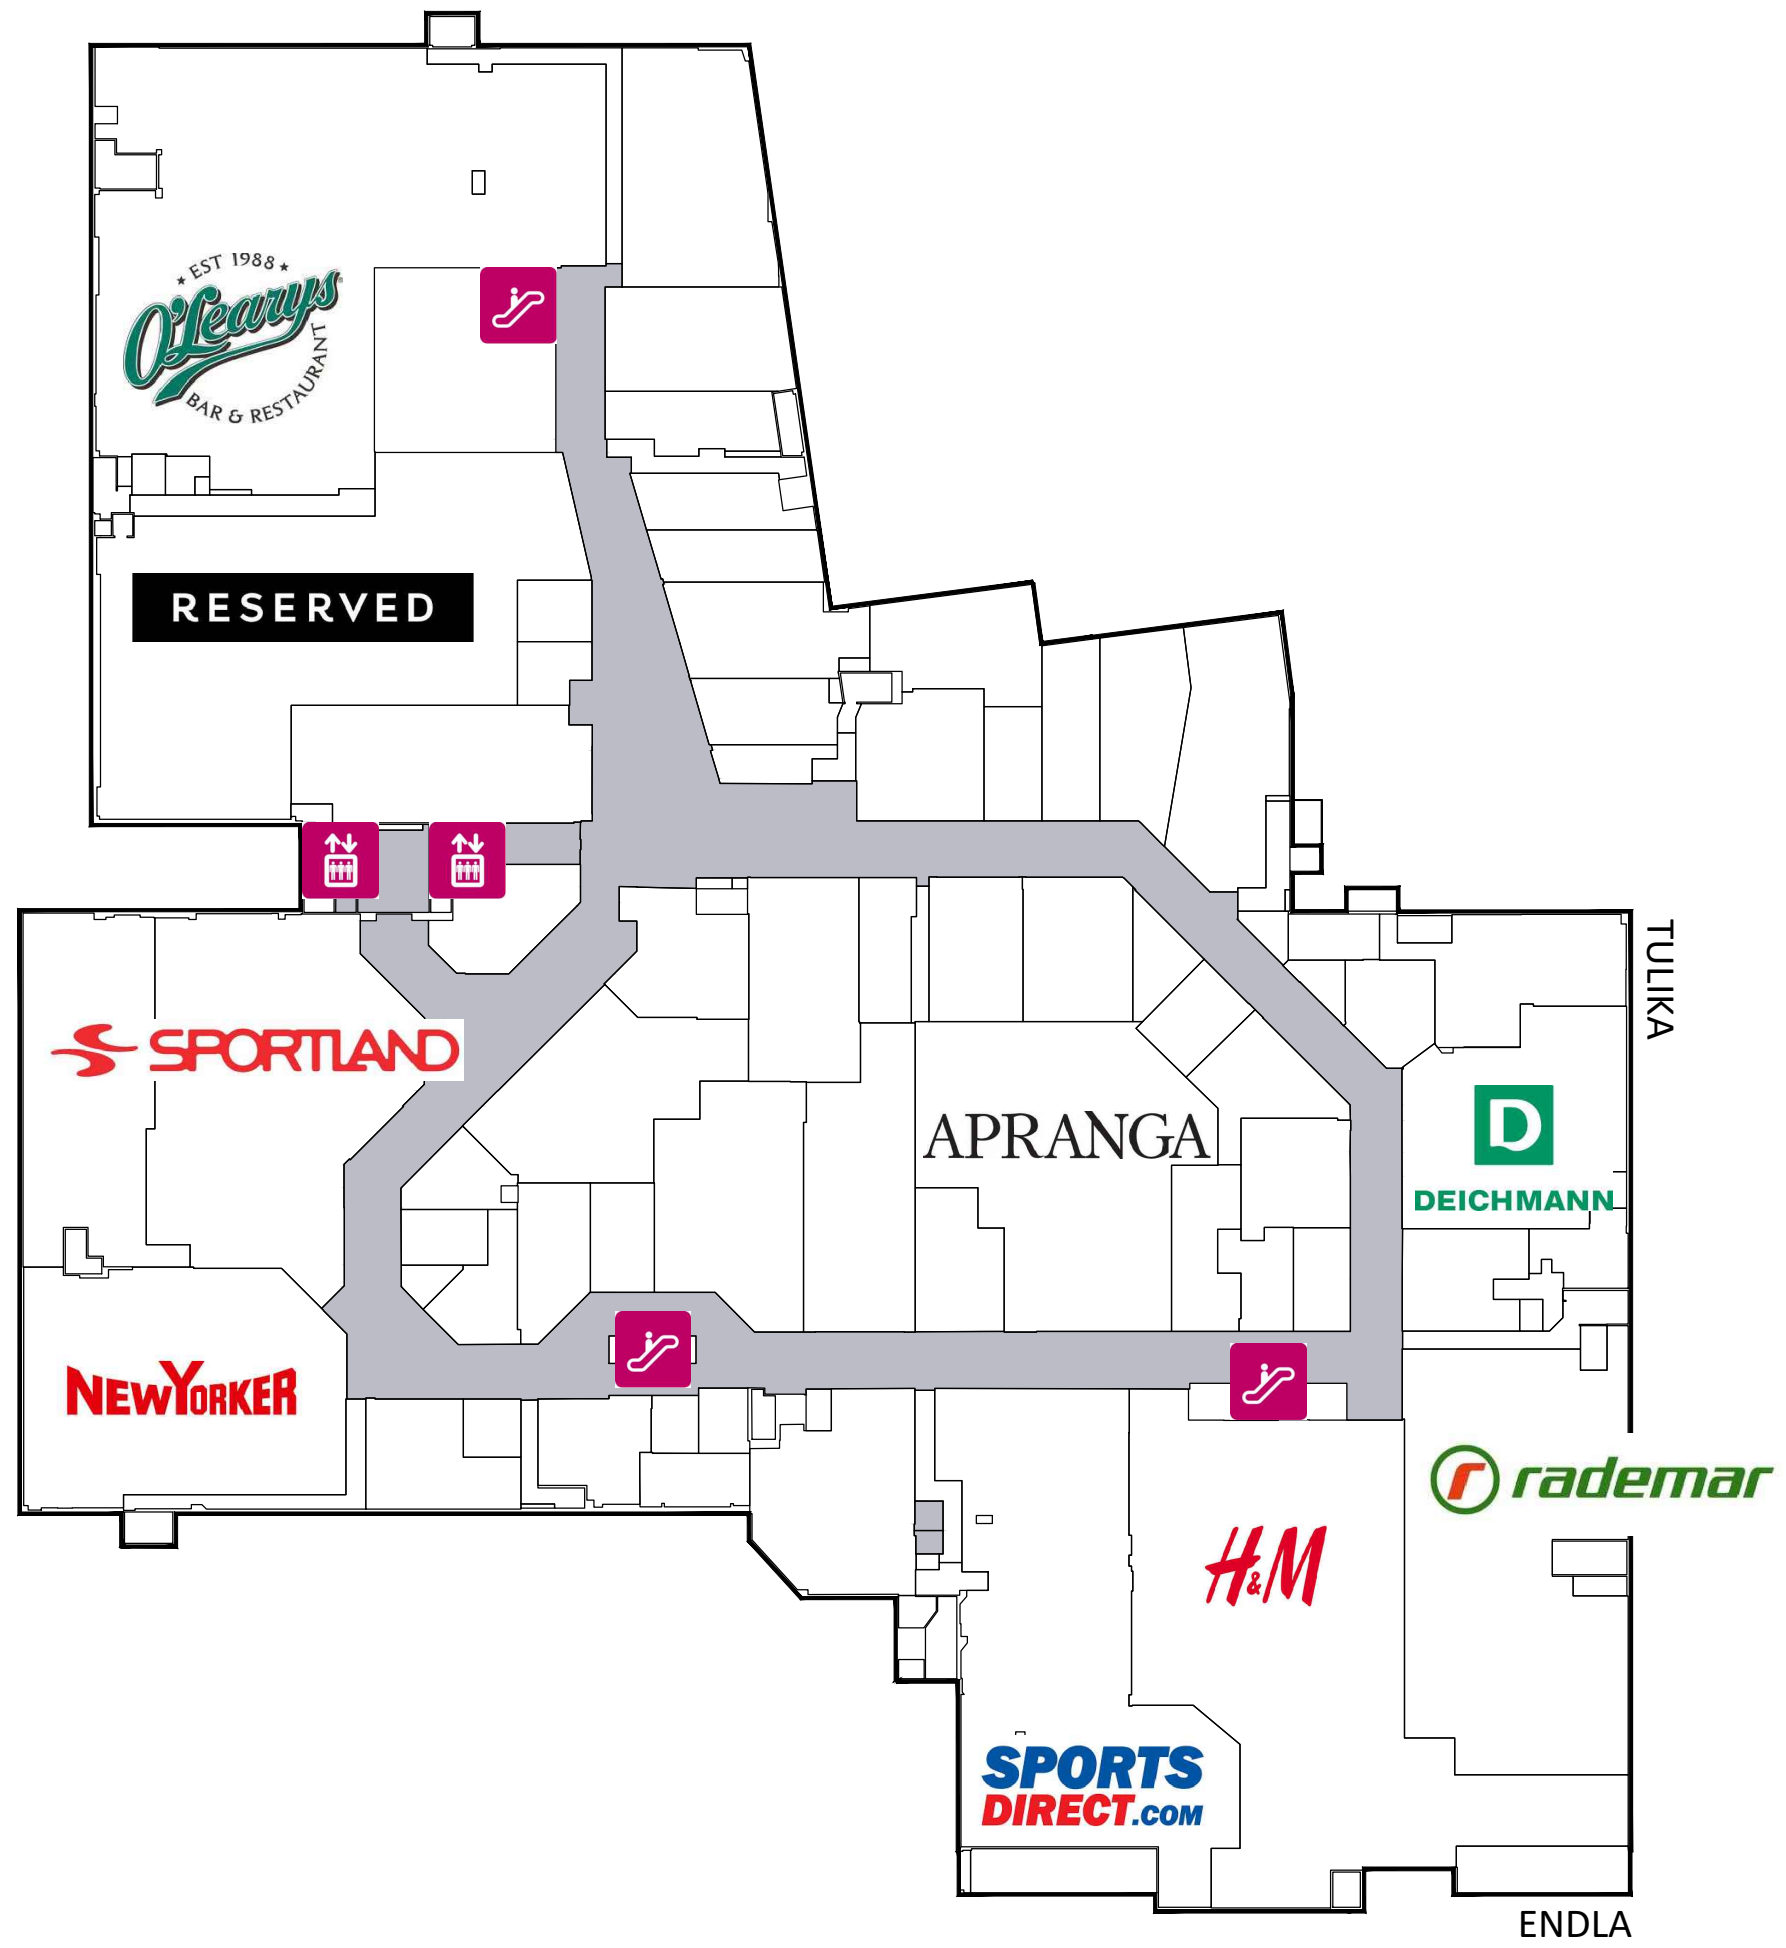 EST 1988
O'Learys
BAR & RESTAURANT
RESERVED
TULIKA
SPORTLAND
APRANGA
D
DEICHMANN
NEWYORKER
r rademar
H&M
SPORTS
DIRECT.COM
ENDLA